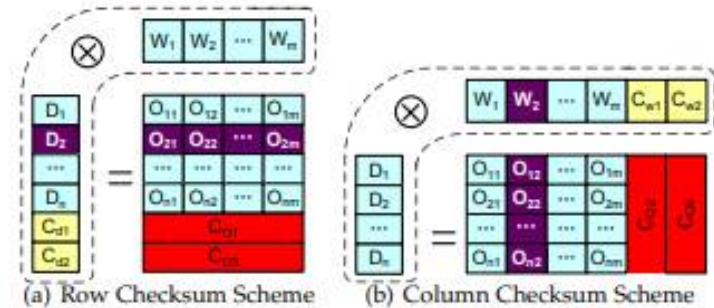 ⊗ W₁ W₂ ... Wₘ
D₁ O₁₁ O₁₂ ... O₁ₘ
D₂ O₂₁ O₂₂ ... O₂ₘ
... = ... ... ... ...
Dₙ Oₙ₁ Oₙ₂ ... Oₙₘ
C_d1 C_O1
C_d2
(a) Row Checksum Scheme
⊗ W₁ W₂ ... Wₘ C_w1 C_w2
D₁ O₁₁ O₁₂ ... O₁ₘ C_O2
D₂ O₂₁ O₂₂ ... O₂ₘ
... = ... ... ... ...
Dₙ Oₙ₁ Oₙ₂ ... Oₙₘ
(b) Column Checksum Scheme